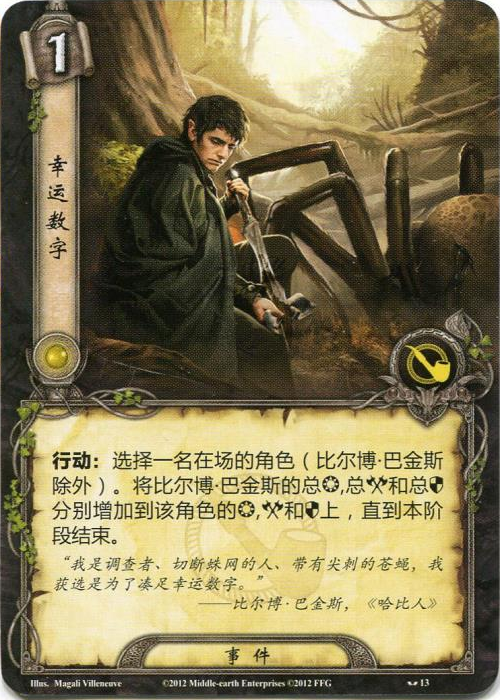 1
幸运数字
行动：选择一名在场的角色（比尔博·巴金斯
除外）。将比尔博·巴金斯的总,总和总
分别增加到该角色的,和上，直到本阶
段结束。
“我是调查者、切断蛛网的人、带有尖刺的苍蝇，我
获选是为了凑足幸运数字。”
——比尔博·巴金斯，《哈比人》
事件
Illus. Magali Villeneuve
©2012 Middle-earth Enterprises ©2012 FFG
13